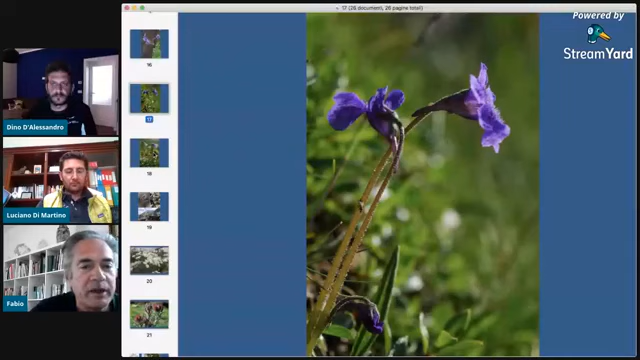 17 (26 documenti, 26 pagine totali)
Powered by
StreamYard
16
17
18
19
20
21
Dino D'Alessandro
Luciano Di Martino
Fabio